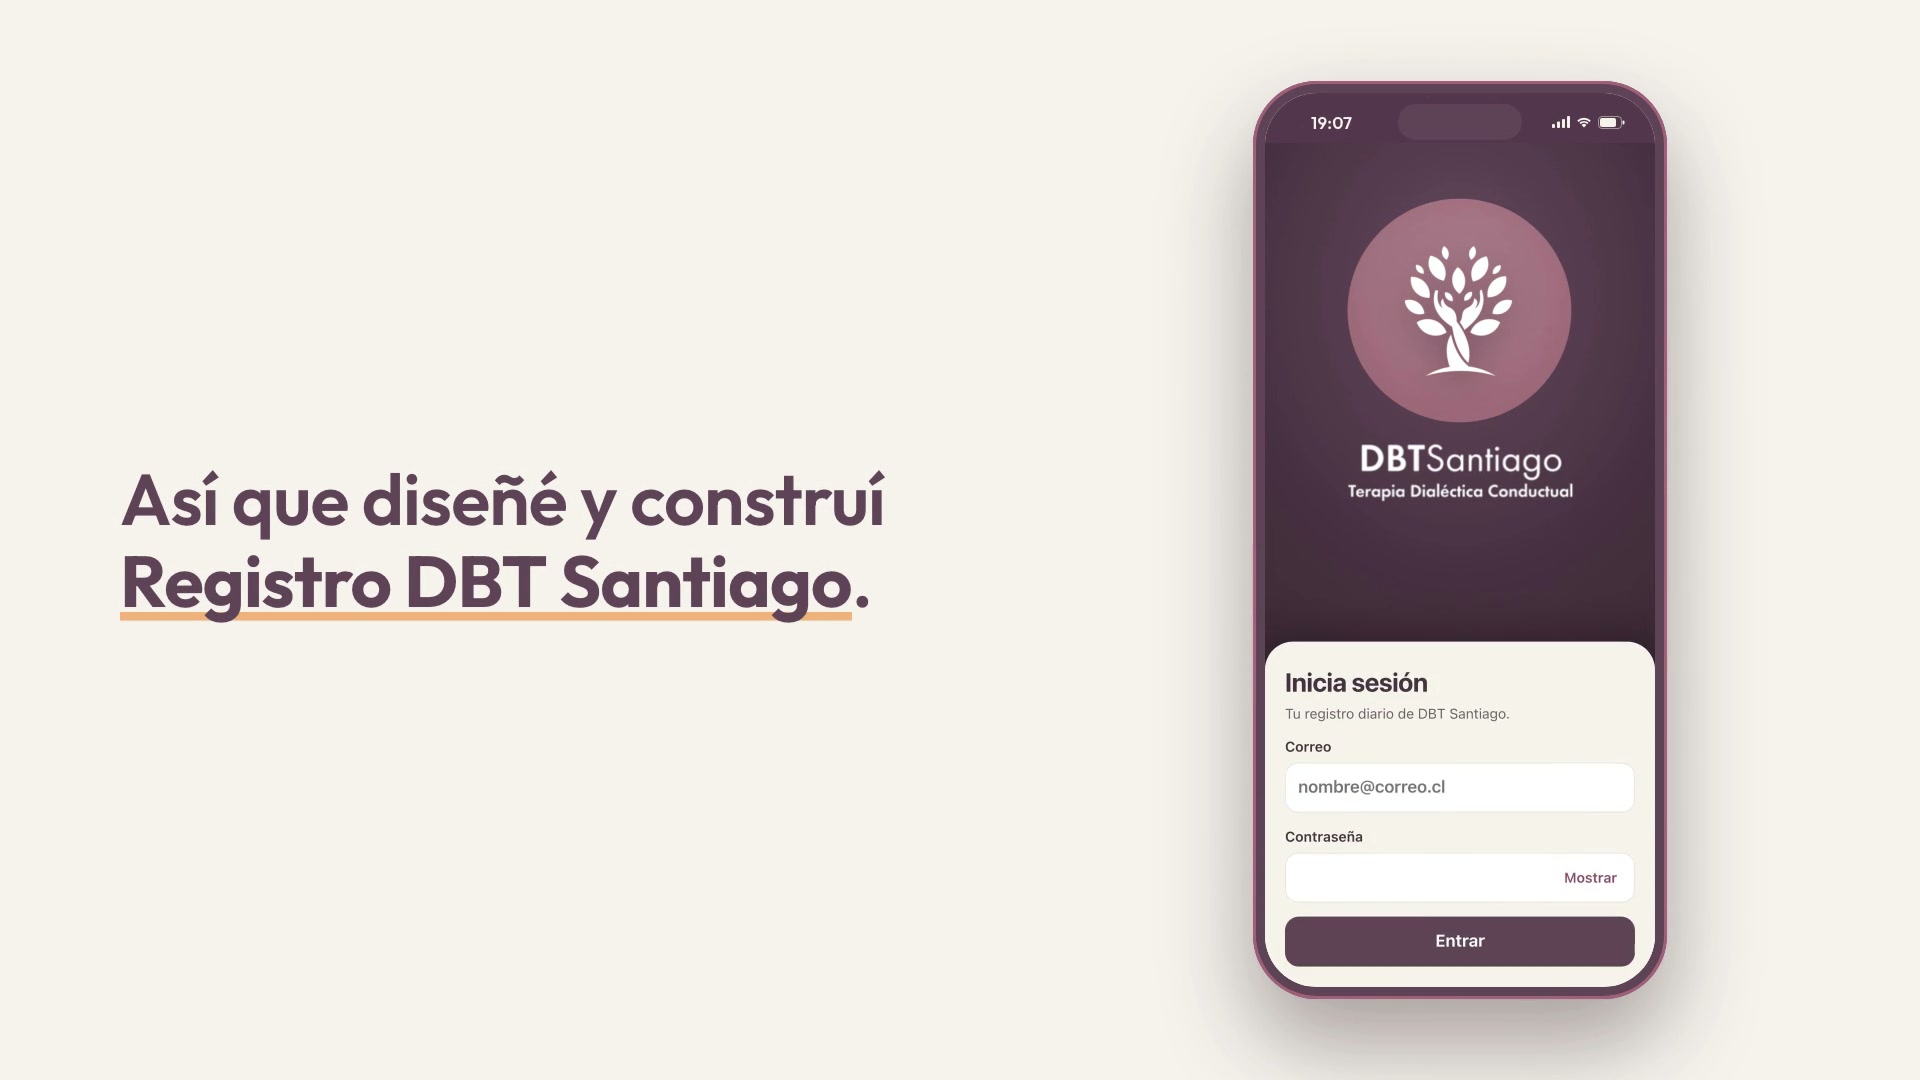 Así que diseñé y construí
Registro DBT Santiago.
19:07
DBTSantiago
Terapia Dialéctica Conductual
Inicia sesión
Tu registro diario de DBT Santiago.
Correo
nombre@correo.cl
Contraseña
Mostrar
Entrar